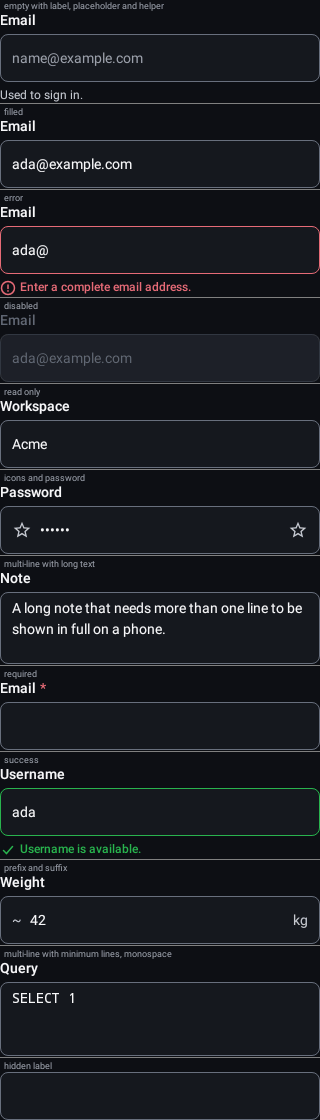 empty with label, placeholder and helper
Email
name@example.com
Used to sign in.
filled
Email
ada@example.com
error
Email
ada@
Enter a complete email address.
disabled
Email
ada@example.com
read only
Workspace
Acme
icons and password
Password
••••••
multi-line with long text
Note
A long note that needs more than one line to be
shown in full on a phone.
required
Email *
success
Username
ada
Username is available.
prefix and suffix
Weight
~ 42 kg
multi-line with minimum lines, monospace
Query
SELECT 1
hidden label